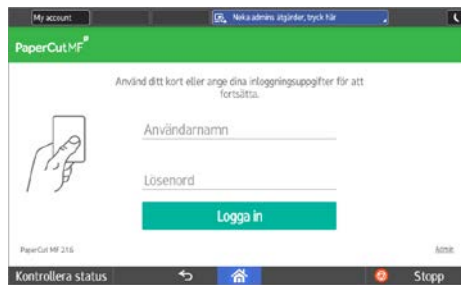 My account
Neka admins åtgärder, tryck här
PaperCut MF
Använd ditt kort eller ange dina inloggningsuppgifter för att
fortsätta.
Användarnamn
Lösenord
Logga in
PaperCut MF 21.6
Admin
Kontrollera status
Stopp